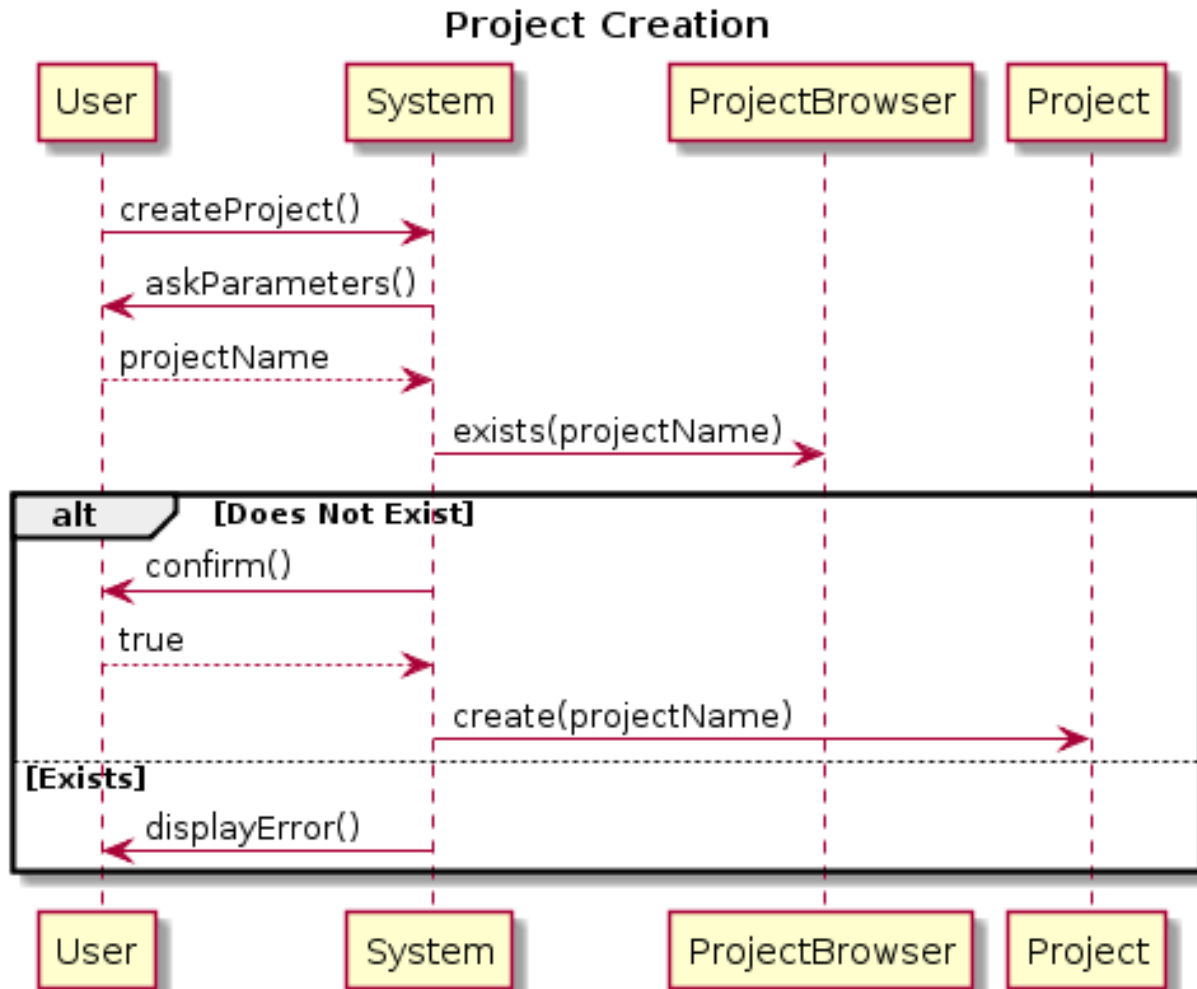 Project Creation
User System ProjectBrowser Project
createProject()
askParameters()
projectName
exists(projectName)
alt [Does Not Exist]
confirm()
true
create(projectName)
[Exists]
displayError()
User System ProjectBrowser Project